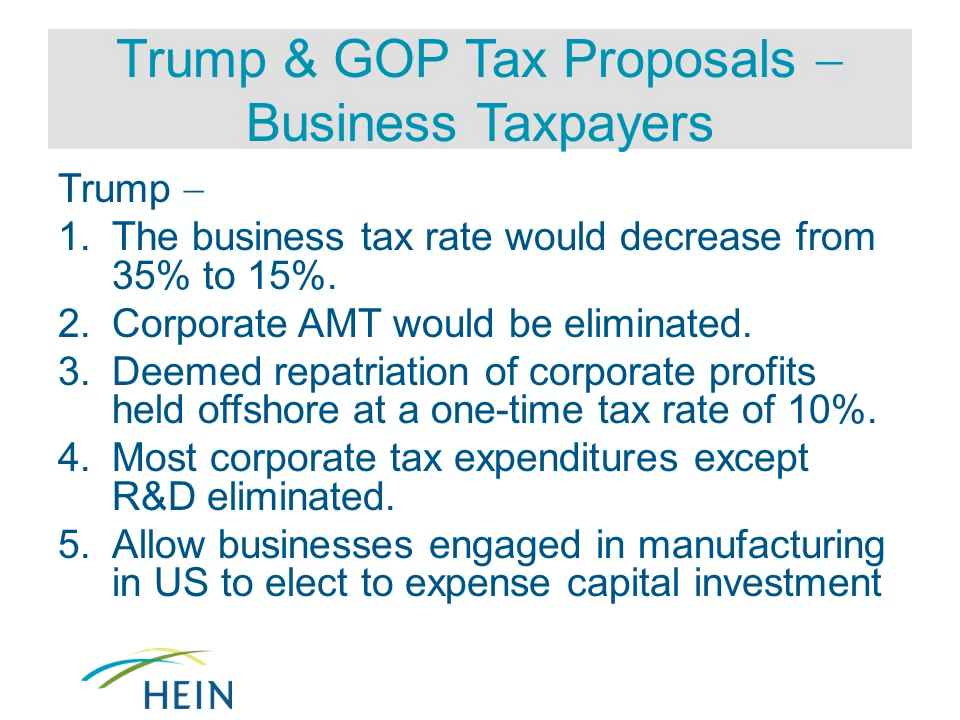 Trump & GOP Tax Proposals –
Business Taxpayers
Trump –
1. The business tax rate would decrease from
35% to 15%.
2. Corporate AMT would be eliminated.
3. Deemed repatriation of corporate profits
held offshore at a one-time tax rate of 10%.
4. Most corporate tax expenditures except
R&D eliminated.
5. Allow businesses engaged in manufacturing
in US to elect to expense capital investment
HEIN